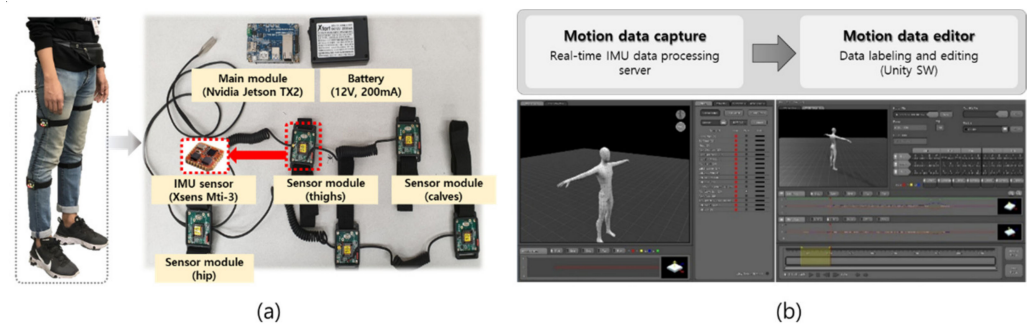 Main module
(Nvidia Jetson TX2)
Battery
(12V, 200mA)
IMU sensor
(Xsens Mti-3)
Sensor module
(thighs)
Sensor module
(calves)
Sensor module
(hip)
(a)
Motion data capture
Real-time IMU data processing
server
Motion data editor
Data labeling and editing
(Unity SW)
(b)